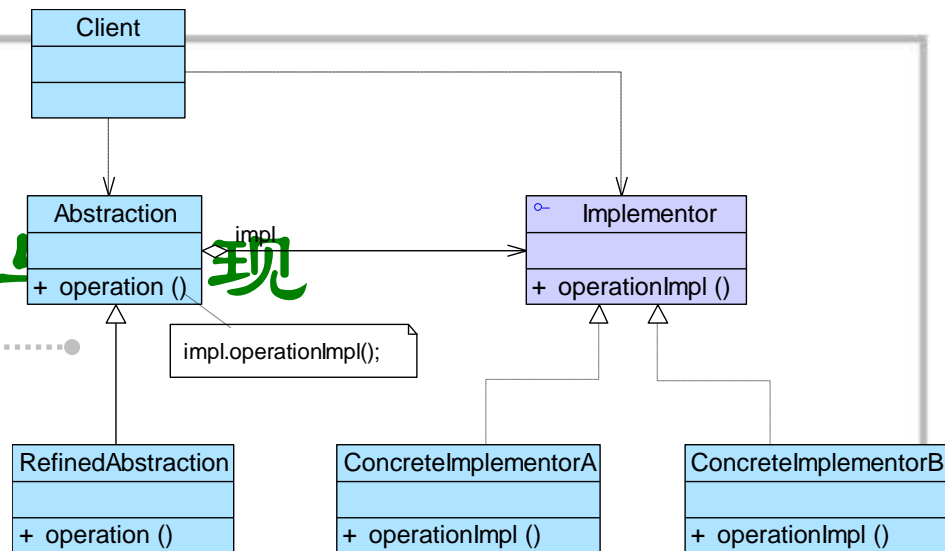 Client
Abstraction
+ operation ()
impl
Implementor
+ operationImpl ()
现
impl.operationImpl();
RefinedAbstraction
+ operation ()
ConcreteImplementorA
+ operationImpl ()
ConcreteImplementorB
+ operationImpl ()